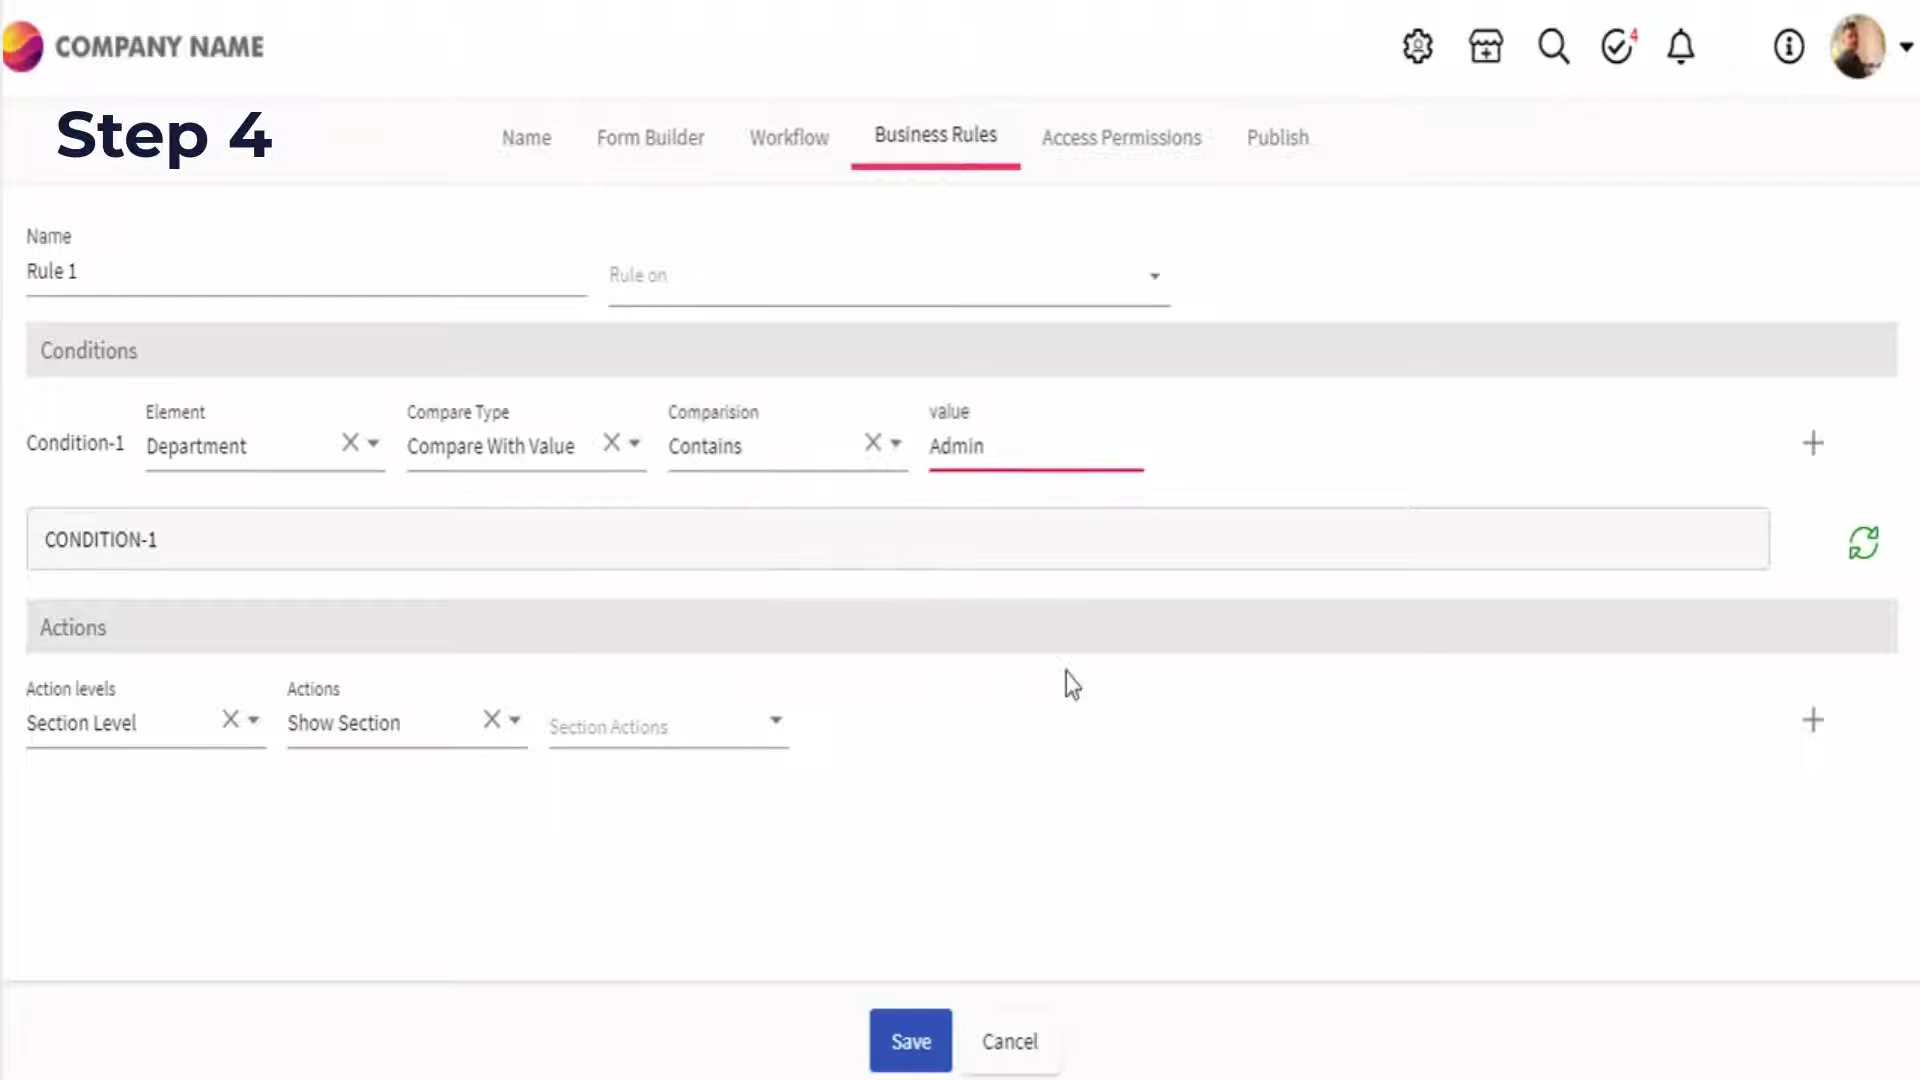 COMPANY NAME
4
Step 4
Name
Form Builder
Workflow
Business Rules
Access Permissions
Publish
Name
Rule 1
Rule on
Conditions
Condition-1
Element
Department
Compare Type
Compare With Value
Comparision
Contains
value
Admin
CONDITION-1
Actions
Action levels
Section Level
Actions
Show Section
Section Actions
Save
Cancel